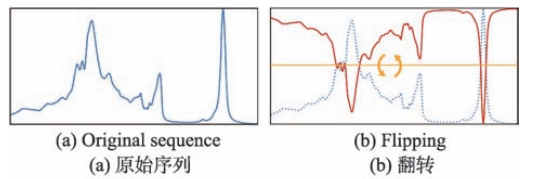 (a) Original sequence
(b) Flipping
(a) 原始序列
(b) 翻转